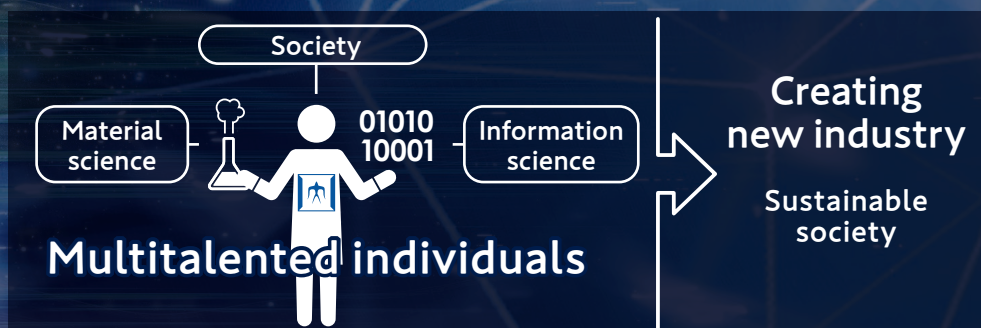 Society
Material
science
01010
10001
Information
science
Multitalented individuals
Creating
new industry
Sustainable
society